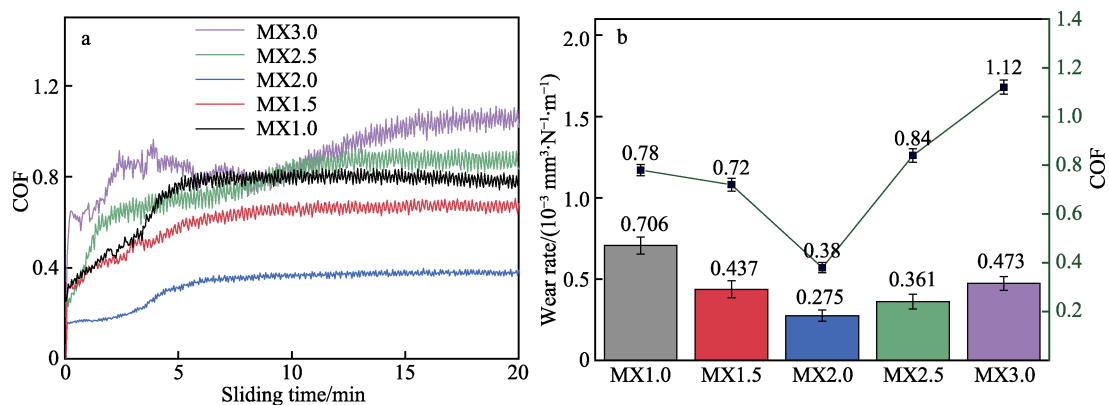 a
MX3.0
MX2.5
MX2.0
MX1.5
MX1.0
1.2
0.8
0.4
0
COF
0 5 10 15 20
Sliding time/min
b
2.0
1.5
1.0
0.5
0
Wear rate/(10⁻³ mm³·N⁻¹·m⁻¹)
0.78 0.72 0.38 0.84 1.12
0.706 0.437 0.275 0.361 0.473
MX1.0 MX1.5 MX2.0 MX2.5 MX3.0
1.4
1.2
1.0
0.8
0.6
0.4
0.2
COF